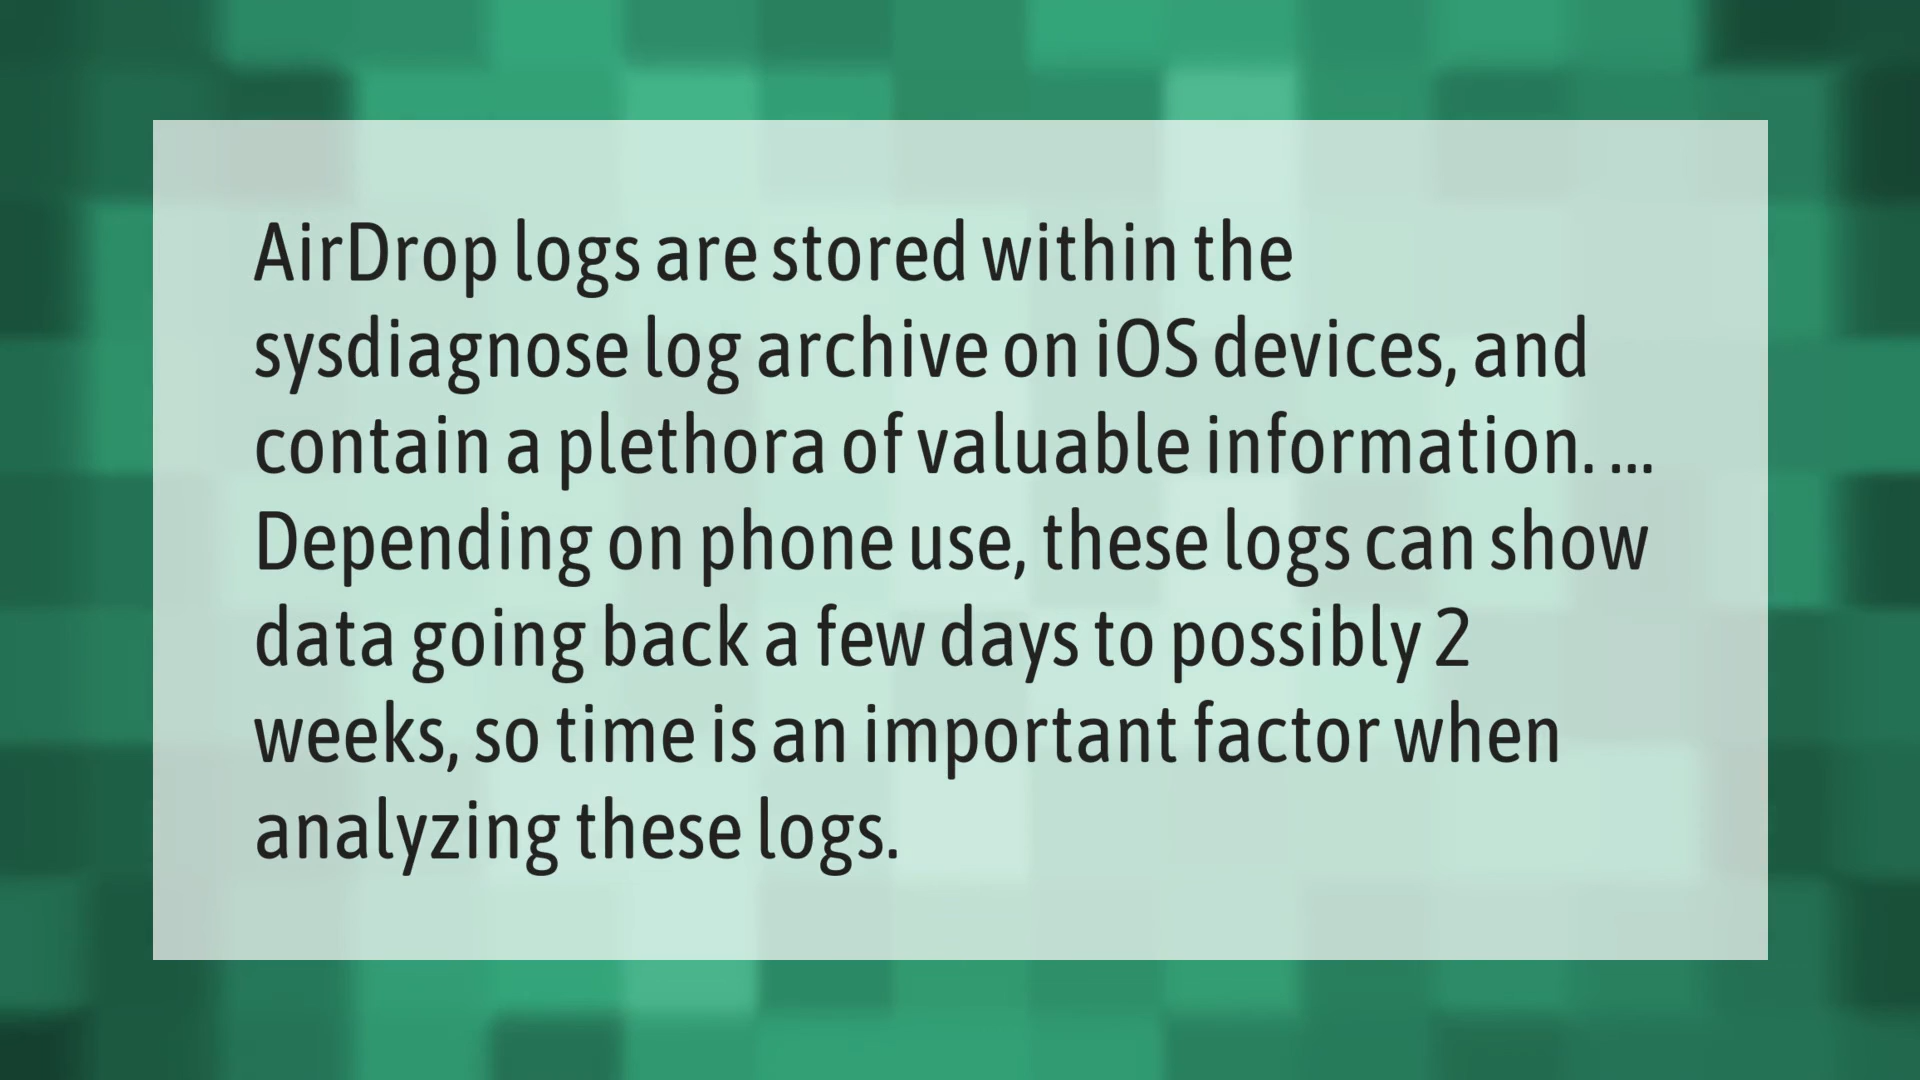 AirDrop logs are stored within the
sysdiagnose log archive on iOS devices, and
contain a plethora of valuable information. ...
Depending on phone use, these logs can show
data going back a few days to possibly 2
weeks, so time is an important factor when
analyzing these logs.